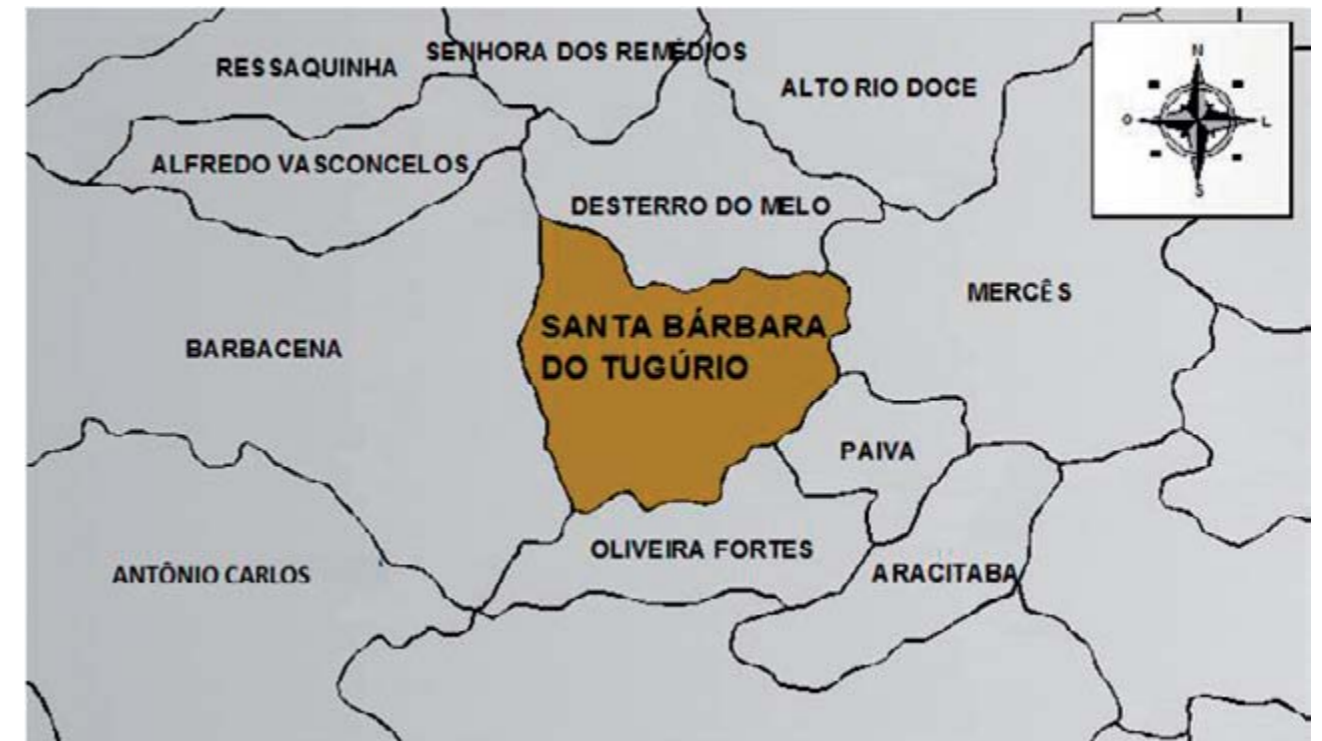 SENHORA DOS REMÉDIOS
RESSAQUINHA
ALTO RIO DOCE
N
O
L
S
ALFREDO VASCONCELOS
DESTERRO DO MELO
MERCÊS
SANTA BÁRBARA
DO TUGÚRIO
BARBACENA
PAIVA
OLIVEIRA FORTES
ANTÔNIO CARLOS
ARACITABA